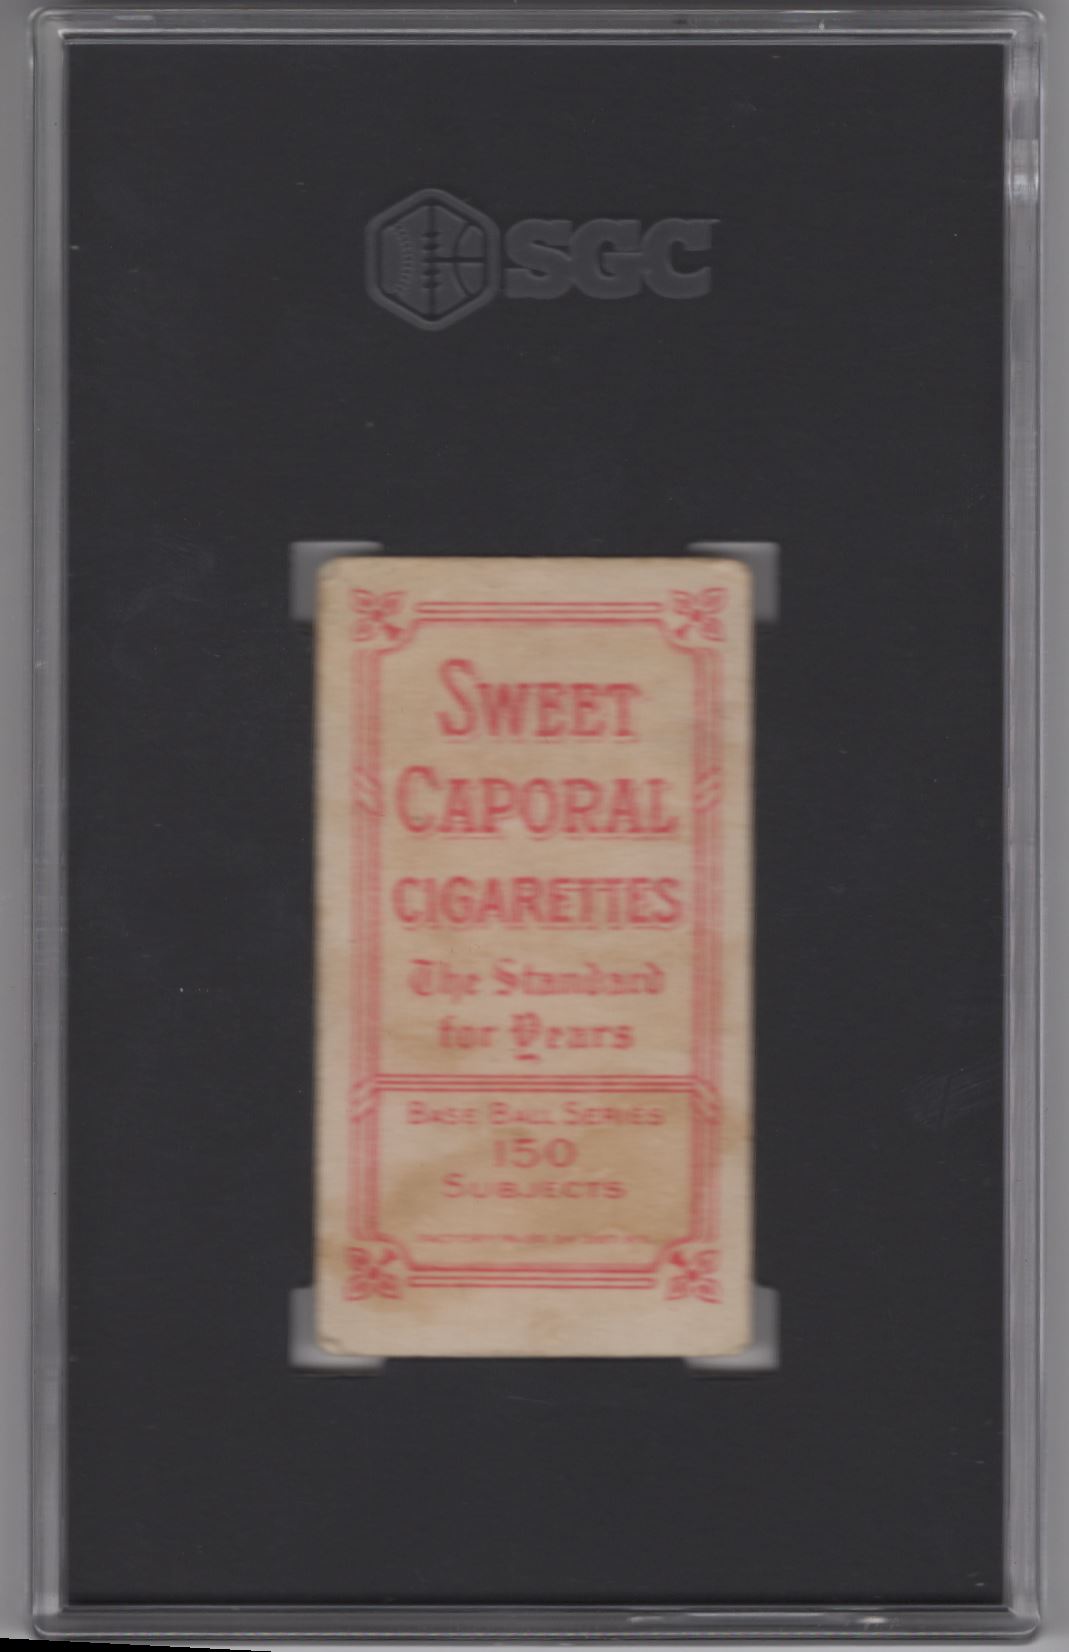 SGC
SWEET
CAPORAL
CIGARETTES
The Standard
for Years
BASE BALL SERIES
150
SUBJECTS